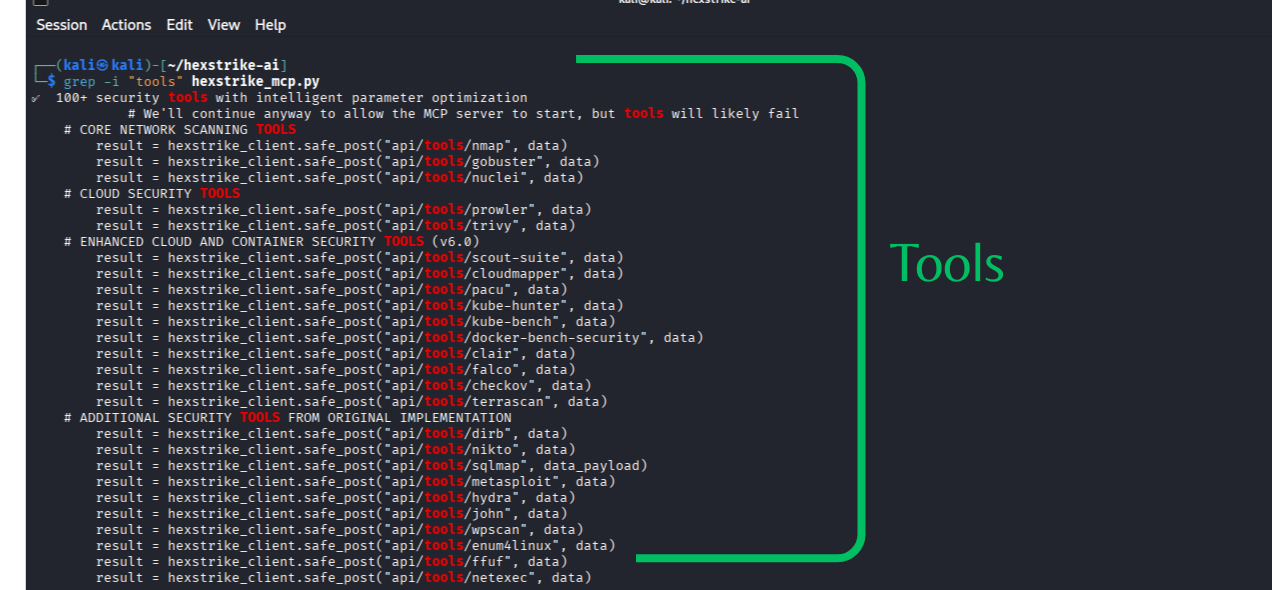 kali@kali: ~/hexstrike-ai
Session Actions Edit View Help
(kali㉿kali)-[~/hexstrike-ai]
$ grep -i "tools" hexstrike_mcp.py
✅ 100+ security tools with intelligent parameter optimization
# We'll continue anyway to allow the MCP server to start, but tools will likely fail
# CORE NETWORK SCANNING TOOLS
result = hexstrike_client.safe_post("api/tools/nmap", data)
result = hexstrike_client.safe_post("api/tools/gobuster", data)
result = hexstrike_client.safe_post("api/tools/nuclei", data)
# CLOUD SECURITY TOOLS
result = hexstrike_client.safe_post("api/tools/prowler", data)
result = hexstrike_client.safe_post("api/tools/trivy", data)
# ENHANCED CLOUD AND CONTAINER SECURITY TOOLS (v6.0)
result = hexstrike_client.safe_post("api/tools/scout-suite", data)
result = hexstrike_client.safe_post("api/tools/cloudmapper", data)
result = hexstrike_client.safe_post("api/tools/pacu", data)
result = hexstrike_client.safe_post("api/tools/kube-hunter", data)
result = hexstrike_client.safe_post("api/tools/kube-bench", data)
result = hexstrike_client.safe_post("api/tools/docker-bench-security", data)
result = hexstrike_client.safe_post("api/tools/clair", data)
result = hexstrike_client.safe_post("api/tools/falco", data)
result = hexstrike_client.safe_post("api/tools/checkov", data)
result = hexstrike_client.safe_post("api/tools/terrascan", data)
# ADDITIONAL SECURITY TOOLS FROM ORIGINAL IMPLEMENTATION
result = hexstrike_client.safe_post("api/tools/dirb", data)
result = hexstrike_client.safe_post("api/tools/nikto", data)
result = hexstrike_client.safe_post("api/tools/sqlmap", data_payload)
result = hexstrike_client.safe_post("api/tools/metasploit", data)
result = hexstrike_client.safe_post("api/tools/hydra", data)
result = hexstrike_client.safe_post("api/tools/john", data)
result = hexstrike_client.safe_post("api/tools/wpscan", data)
result = hexstrike_client.safe_post("api/tools/enum4linux", data)
result = hexstrike_client.safe_post("api/tools/ffuf", data)
result = hexstrike_client.safe_post("api/tools/netexec", data)
Tools